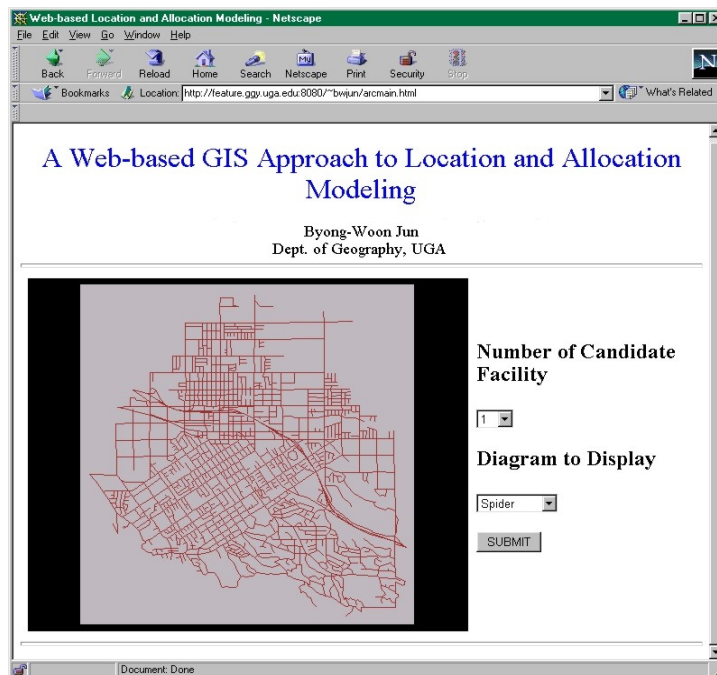 Web-based Location and Allocation Modeling - Netscape
File Edit View Go Window Help
Back Forward Reload Home Search Netscape Print Security Stop
My
N
Bookmarks Location: http://feature.ggy.uga.edu:8080/~bwjun/arcmain.html What's Related
A Web-based GIS Approach to Location and Allocation
Modeling
Byong-Woon Jun
Dept. of Geography, UGA
Number of Candidate
Facility
1
Diagram to Display
Spider
SUBMIT
Document: Done